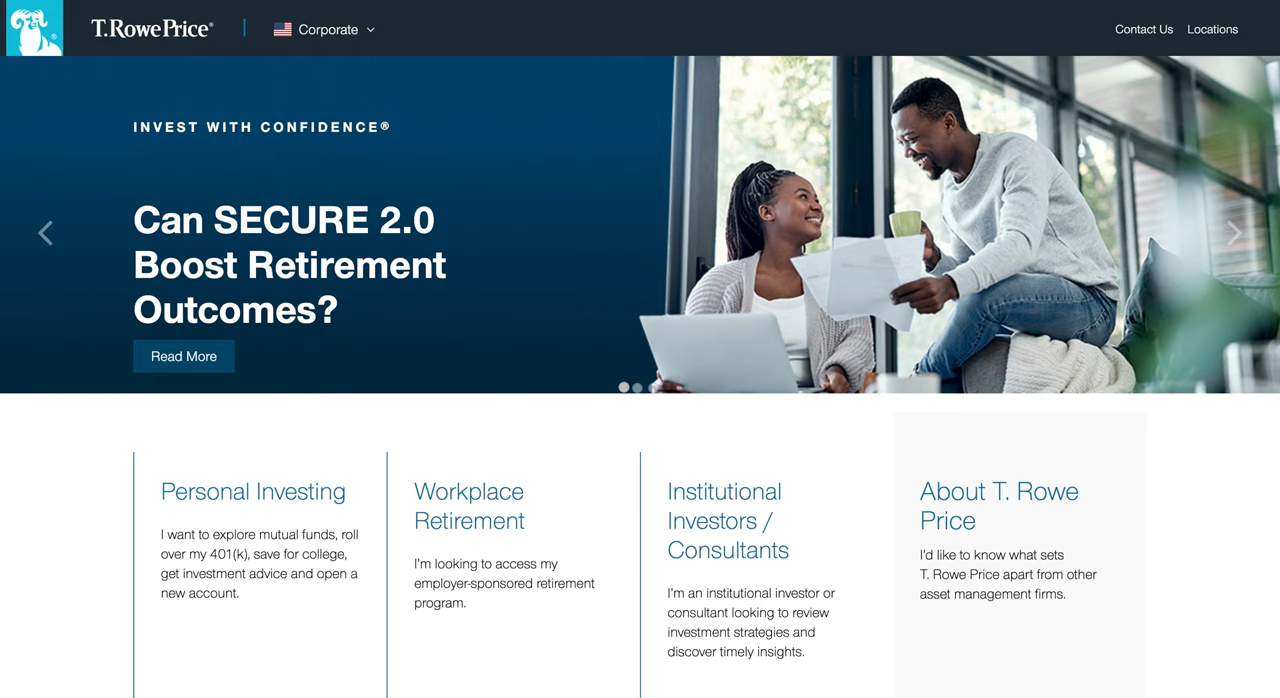 T.RowePrice®
Corporate
Contact Us
Locations
INVEST WITH CONFIDENCE®
Can SECURE 2.0
Boost Retirement
Outcomes?
Read More
Personal Investing
I want to explore mutual funds, roll
over my 401(k), save for college,
get investment advice and open a
new account.
Workplace
Retirement
I'm looking to access my
employer-sponsored retirement
program.
Institutional
Investors /
Consultants
I'm an institutional investor or
consultant looking to review
investment strategies and
discover timely insights.
About T. Rowe
Price
I'd like to know what sets
T. Rowe Price apart from other
asset management firms.